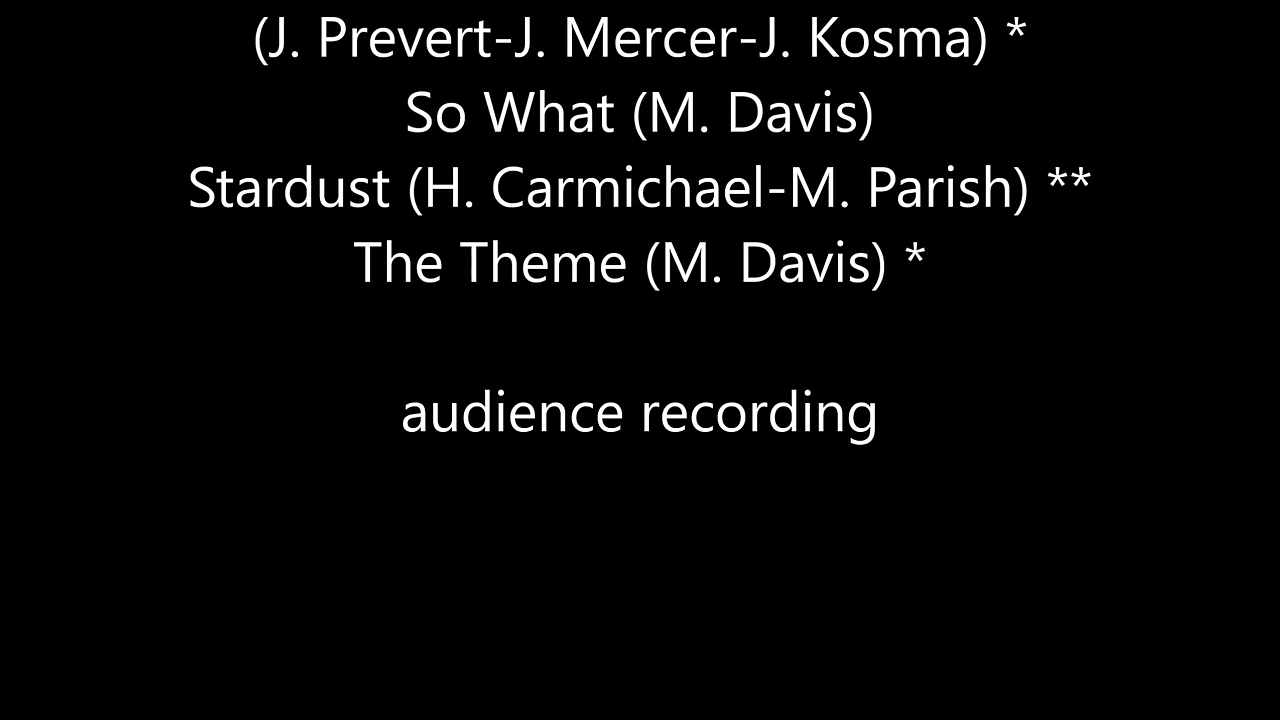 (J. Prevert-J. Mercer-J. Kosma) *
So What (M. Davis)
Stardust (H. Carmichael-M. Parish) **
The Theme (M. Davis) *
audience recording